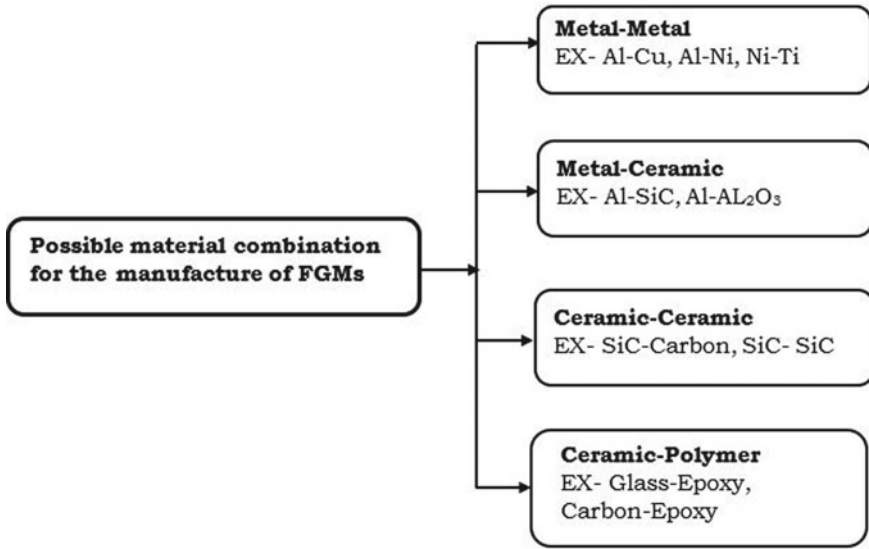 Metal-Metal
EX- Al-Cu, Al-Ni, Ni-Ti
Metal-Ceramic
EX- Al-SiC, Al-AL₂O₃
Possible material combination
for the manufacture of FGMs
Ceramic-Ceramic
EX- SiC-Carbon, SiC- SiC
Ceramic-Polymer
EX- Glass-Epoxy,
Carbon-Epoxy